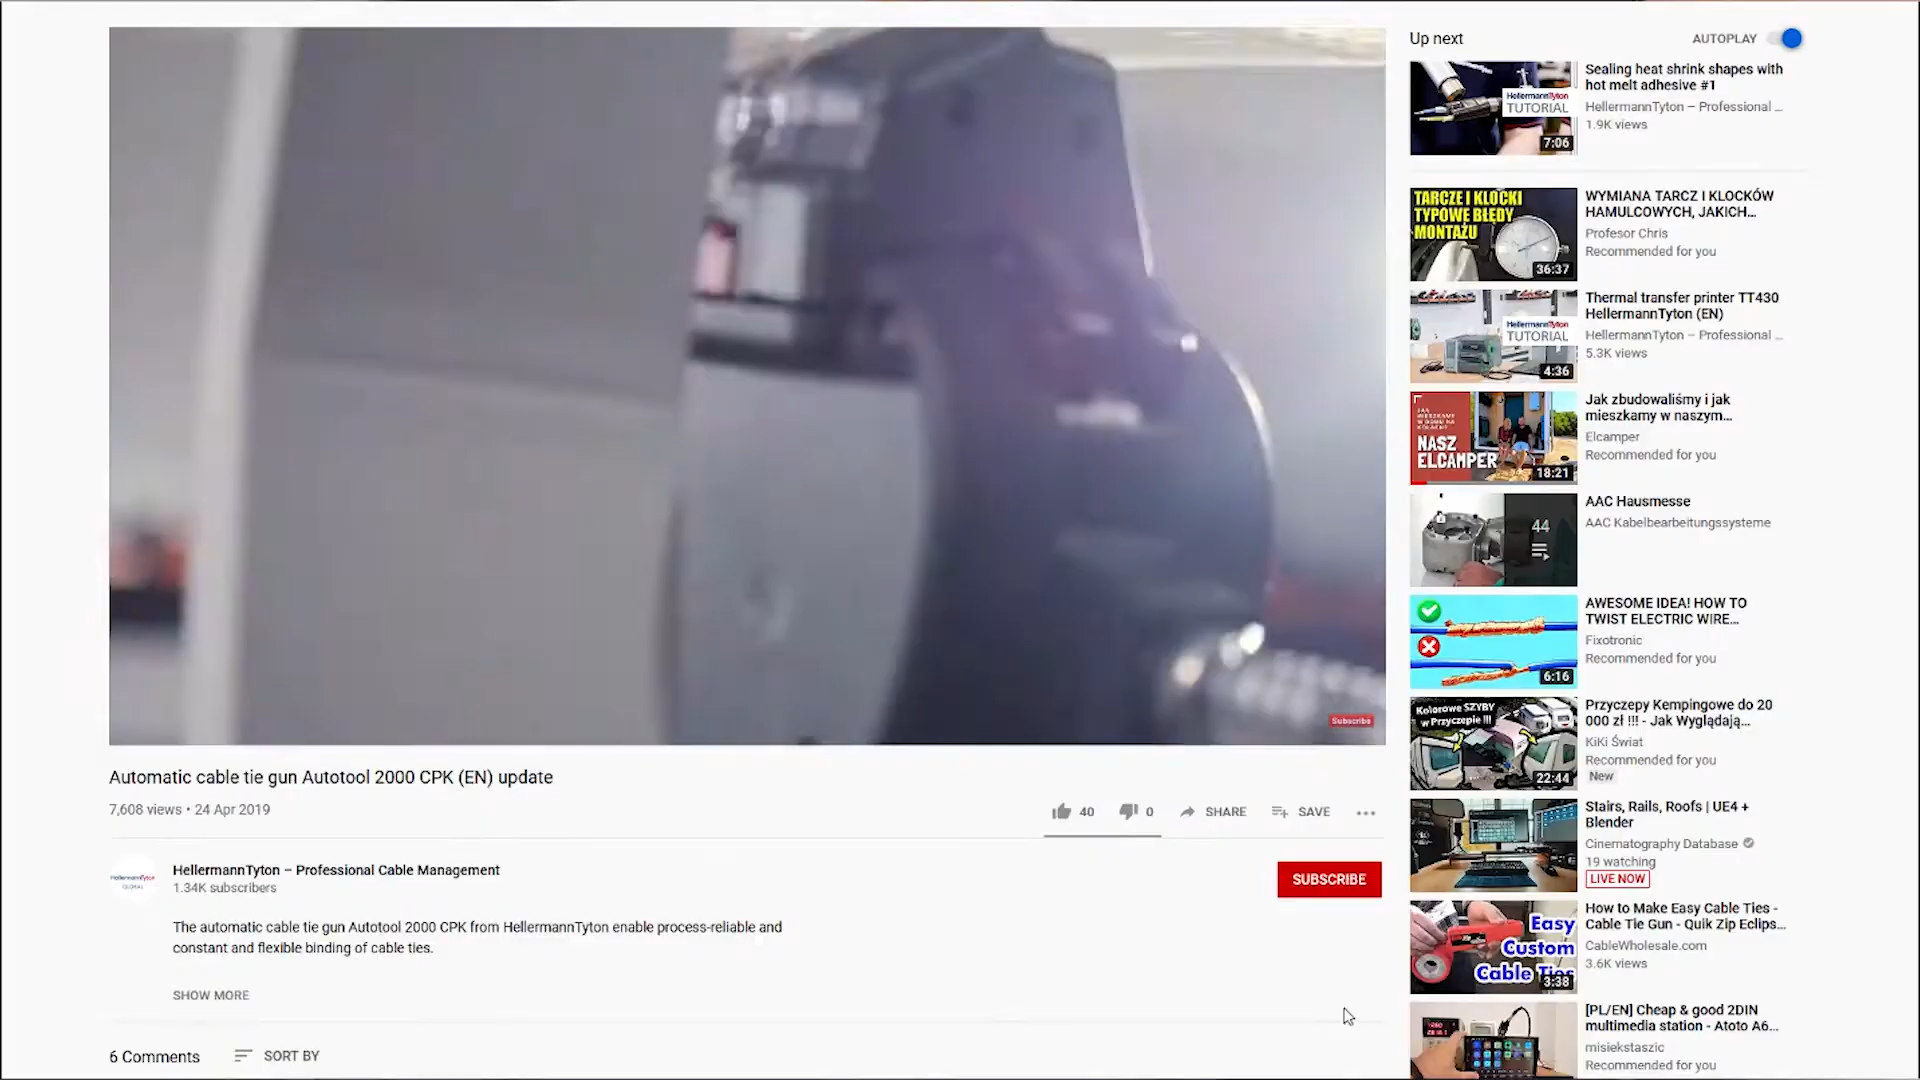 Subscribe
Automatic cable tie gun Autotool 2000 CPK (EN) update
7,608 views • 24 Apr 2019
40
0
SHARE
SAVE
HellermannTyton
GLOBAL
HellermannTyton – Professional Cable Management
1.34K subscribers
SUBSCRIBE
The automatic cable tie gun Autotool 2000 CPK from HellermannTyton enable process-reliable and
constant and flexible binding of cable ties.
SHOW MORE
6 Comments
SORT BY
Up next
AUTOPLAY
HellermannTyton
TUTORIAL
7:06
Sealing heat shrink shapes with
hot melt adhesive #1
HellermannTyton – Professional ...
1.9K views
TARCZE I KLOCKI
TYPOWE BŁĘDY
MONTAŻU
36:37
WYMIANA TARCZ I KLOCKÓW
HAMULCOWYCH, JAKICH...
Profesor Chris
Recommended for you
HellermannTyton
TUTORIAL
4:36
Thermal transfer printer TT430
HellermannTyton (EN)
HellermannTyton – Professional ...
5.3K views
JAK
MIESZKAMY
W DOMU NA
KOŁACH?
NASZ
ELCAMPER
18:21
Jak zbudowaliśmy i jak
mieszkamy w naszym...
Elcamper
Recommended for you
44
AAC Hausmesse
AAC Kabelbearbeitungssysteme
6:16
AWESOME IDEA! HOW TO
TWIST ELECTRIC WIRE...
Fixotronic
Recommended for you
Kolorowe SZYBY
w Przyczepie !!!
22:44
Przyczepy Kempingowe do 20
000 zł !!! - Jak Wyglądają...
KiKi Świat
Recommended for you
New
Stairs, Rails, Roofs | UE4 +
Blender
Cinematography Database
19 watching
LIVE NOW
Easy
Custom
Cable Ties
3:38
How to Make Easy Cable Ties -
Cable Tie Gun - Quik Zip Eclips...
CableWholesale.com
3.6K views
[PL/EN] Cheap & good 2DIN
multimedia station - Atoto A6...
misiekstaszic
Recommended for you